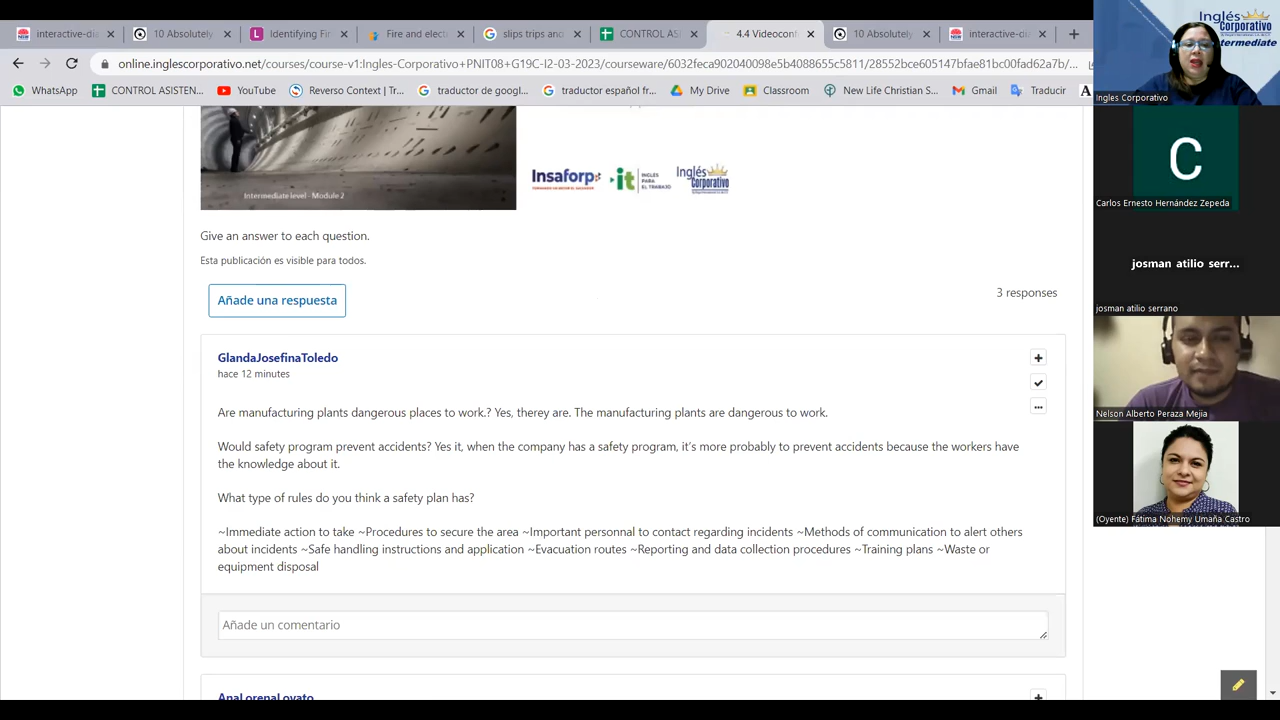 interactive-dia
10 Absolutely
Identifying Fir
Fire and elect
CONTROL ASI
4.4 Videoconf
10 Absolutely
interactive-dia
online.inglescorporativo.net/courses/course-v1:Ingles-Corporativo+PNIT05+G19C-I2-03-2023/courseware/6032feca902040098e5b4088655c5811/28552bce605147bfae81bc00fad62a7b/...
WhatsApp
CONTROL ASISTEN...
Reverso Context | Tr...
traductor de googl...
traductor español fr...
My Drive
Classroom
New Life Christian S...
Gmail
Traducir
Inglés
Corporativo
Intermediate
Ingles Corporativo
C
Carlos Ernesto Hernández Zepeda
josman atilio serr...
josman atilio serrano
Nelson Alberto Peraza Mejia
(Oyente) Fátima Nohemy Umaña Castro
Intermediate level - Module 2
Insaforp
it
INGLÉS
PARA
EL TRABAJO
Inglés
Corporativo
Give an answer to each question.
Esta publicación es visible para todos.
Añade una respuesta
3 responses
GlandaJosefinaToledo
hace 12 minutes
Are manufacturing plants dangerous places to work.? Yes, therey are. The manufacturing plants are dangerous to work.
Would safety program prevent accidents? Yes it, when the company has a safety program, it's more probably to prevent accidents because the workers have
the knowledge about it.
What type of rules do you think a safety plan has?
~Immediate action to take ~Procedures to secure the area ~Important personnal to contact regarding incidents ~Methods of communication to alert others
about incidents ~Safe handling instructions and application ~Evacuation routes ~Reporting and data collection procedures ~Training plans ~Waste or
equipment disposal
Añade un comentario
AnaLorenaLovato